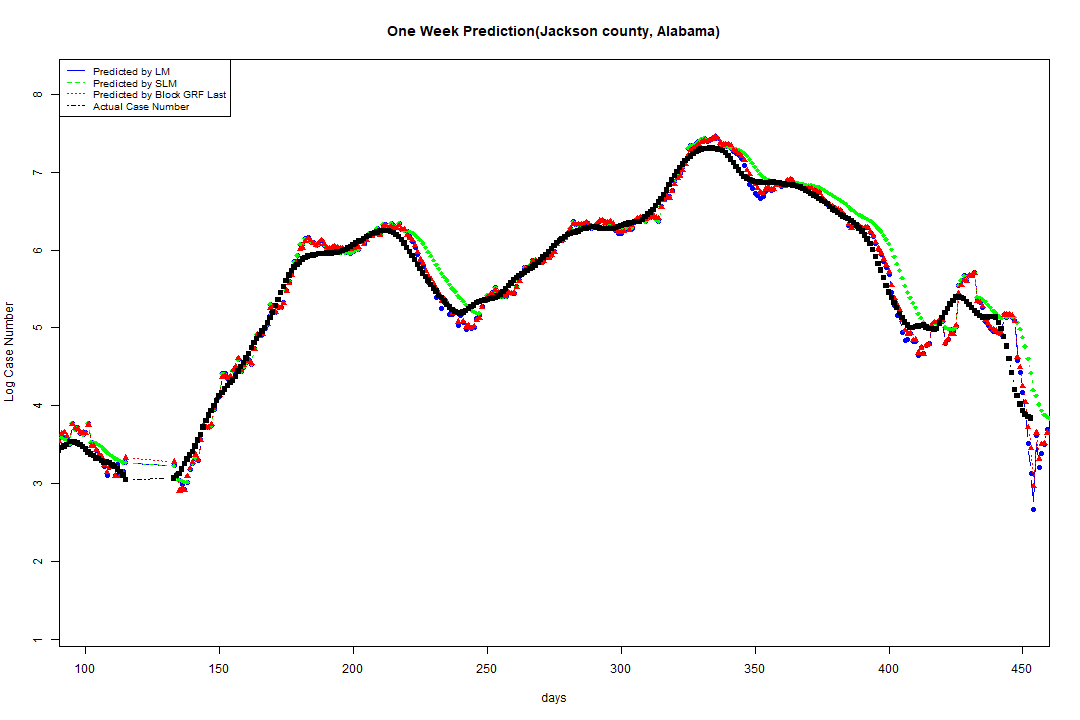 One Week Prediction(Jackson county, Alabama)
Predicted by LM
Predicted by SLM
Predicted by Block GRF Last
Actual Case Number
8
7
6
5
4
3
2
1
Log Case Number
100 150 200 250 300 350 400 450
days